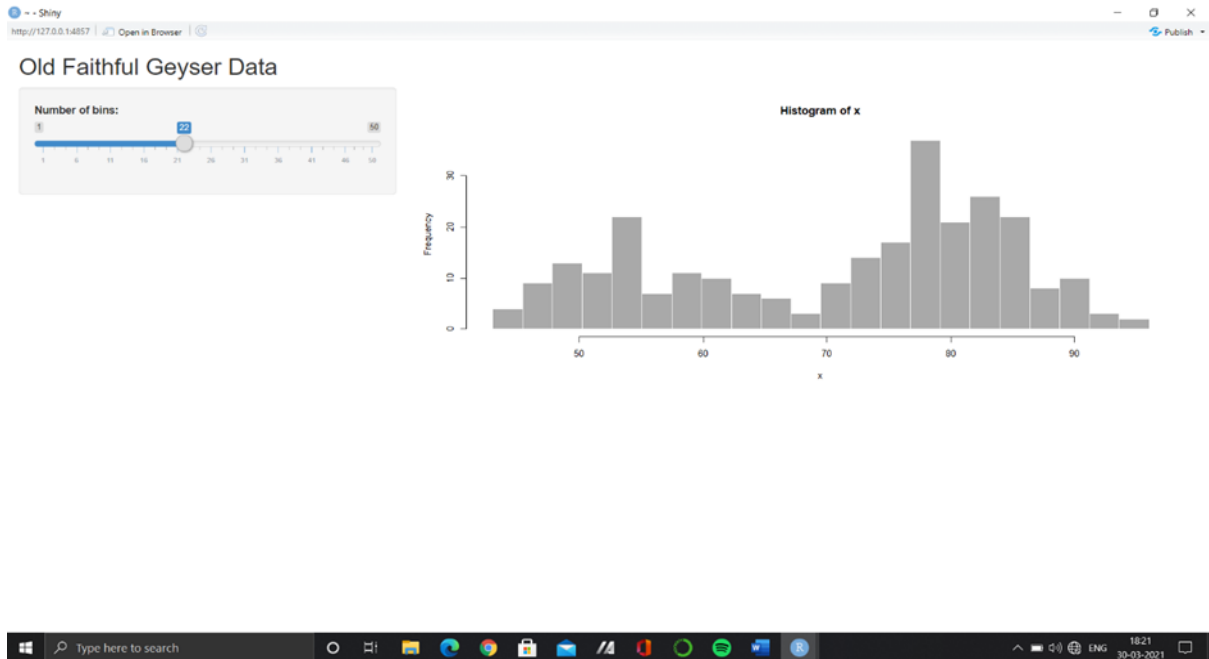 ~ - Shiny
http://127.0.0.1:4857 Open in Browser Publish
Old Faithful Geyser Data
Number of bins:
1 22 50
1 6 11 16 21 26 31 36 41 46 50
Histogram of x
Frequency
30
20
10
0
50 60 70 80 90
x
Type here to search
ENG
18:21
30-03-2021